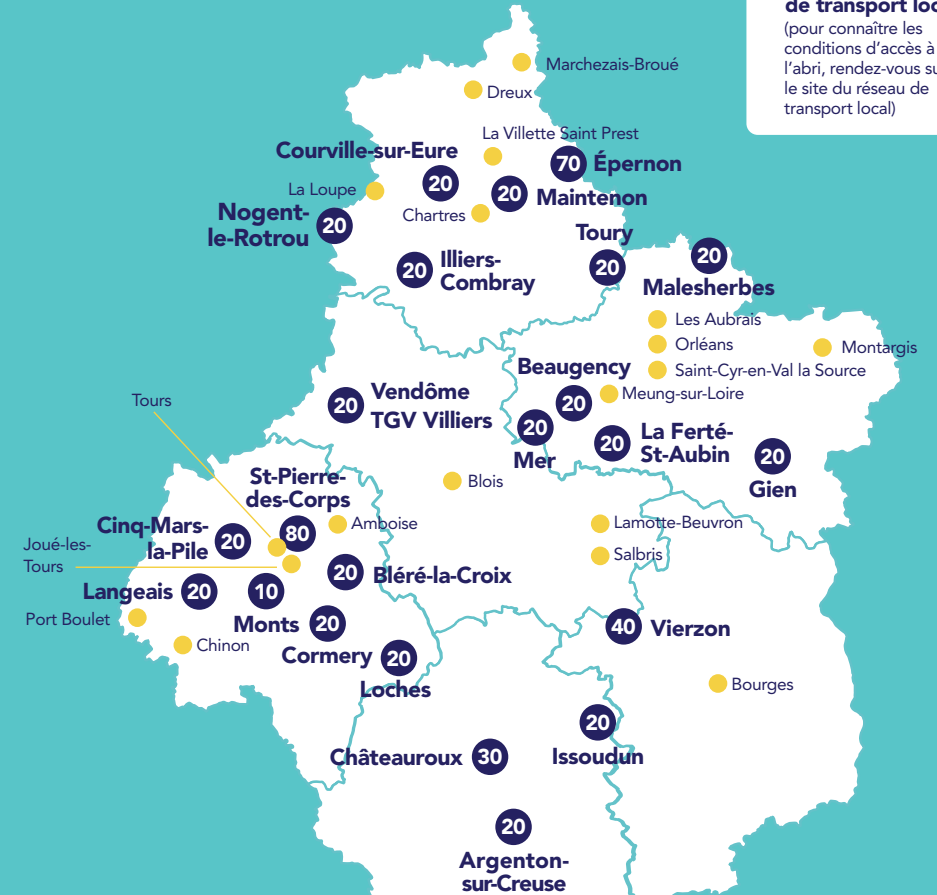 de transport loc
(pour connaître les
conditions d'accès à
l'abri, rendez-vous su
le site du réseau de
transport local)
Marchezais-Broué
Dreux
La Villette Saint Prest
Courville-sur-Eure
70 Épernon
20
La Loupe
20 Maintenon
Chartres
Nogent-
le-Rotrou
20
Toury
20
20 Illiers-
Combray
20
Malesherbes
Les Aubrais
Orléans
Montargis
Saint-Cyr-en-Val la Source
Beaugency
20
Meung-sur-Loire
Vendôme
20
TGV Villiers
Tours
20
Mer
20
La Ferté-
St-Aubin
20
Gien
St-Pierre-
des-Corps
80
Blois
Amboise
Lamotte-Beuvron
Cinq-Mars-
la-Pile
20
Joué-les-
Tours
Salbris
20 Bléré-la-Croix
Langeais 20
10
Monts
Port Boulet
Chinon
20
Cormery
40 Vierzon
20
Loches
Bourges
20
Issoudun
Châteauroux 30
20
Argenton-
sur-Creuse